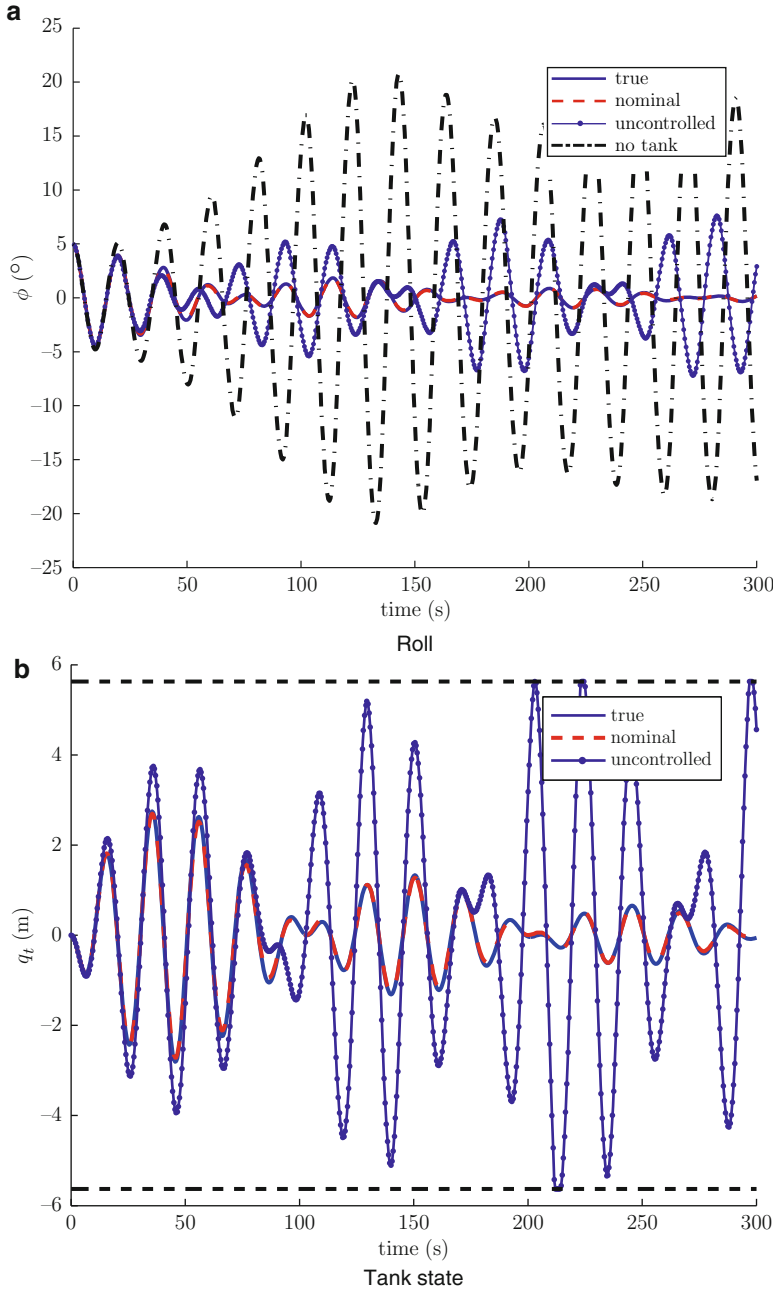 a
25
20
15
10
5
0
−5
−10
−15
−20
−25
ϕ (°)
true
nominal
uncontrolled
no tank
0 50 100 150 200 250 300
time (s)
Roll
b
6
4
2
0
−2
−4
−6
q_t (m)
true
nominal
uncontrolled
0 50 100 150 200 250 300
time (s)
Tank state